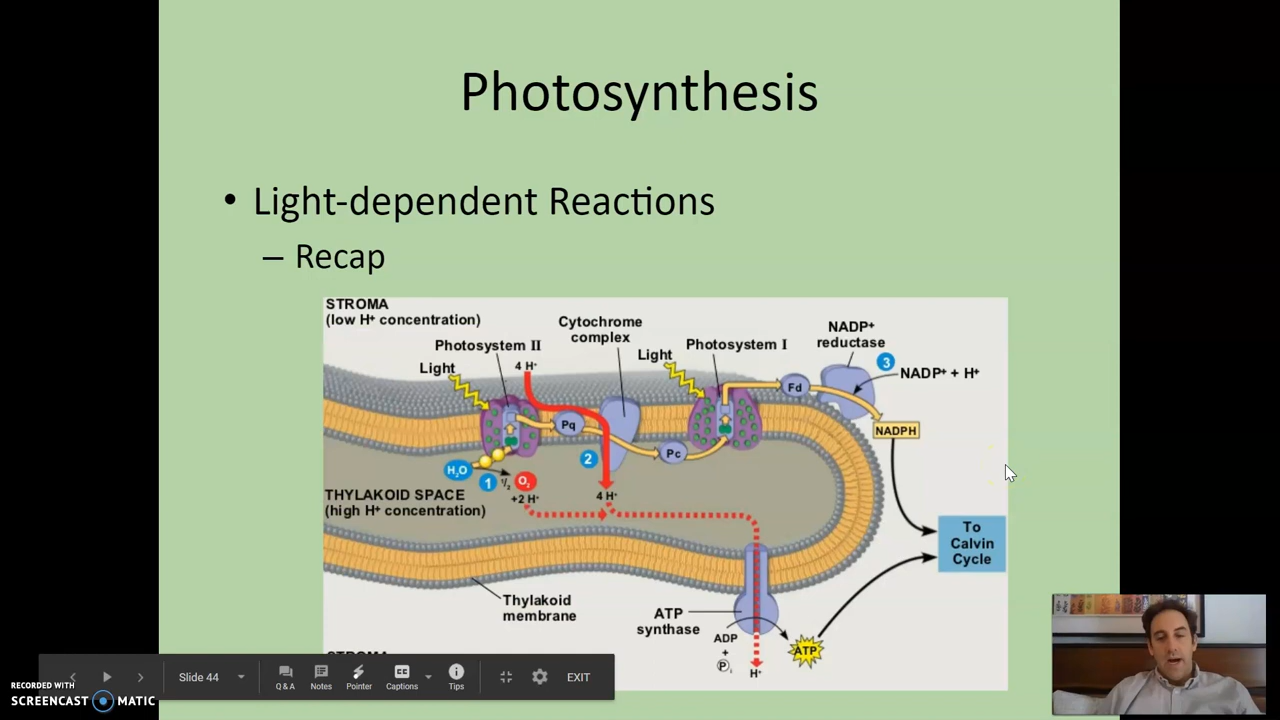 Photosynthesis
• Light-dependent Reactions
– Recap
STROMA
(low H⁺ concentration)
Cytochrome
complex
NADP⁺
reductase
Photosystem II
Photosystem I
Light
4 H⁺
Light
3
NADP⁺ + H⁺
Fd
Pq
NADPH
Pc
2
H₂O
1
½
O₂
+2 H⁺
4 H⁺
THYLAKOID SPACE
(high H⁺ concentration)
To
Calvin
Cycle
Thylakoid
membrane
ATP
synthase
ADP
+
Pᵢ
ATP
H⁺
Slide 44
Q & A
Notes
Pointer
Captions
Tips
EXIT
RECORDED WITH
SCREENCAST MATIC